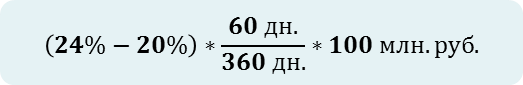 (24% − 20%) * 60 дн. / 360 дн. * 100 млн. руб.